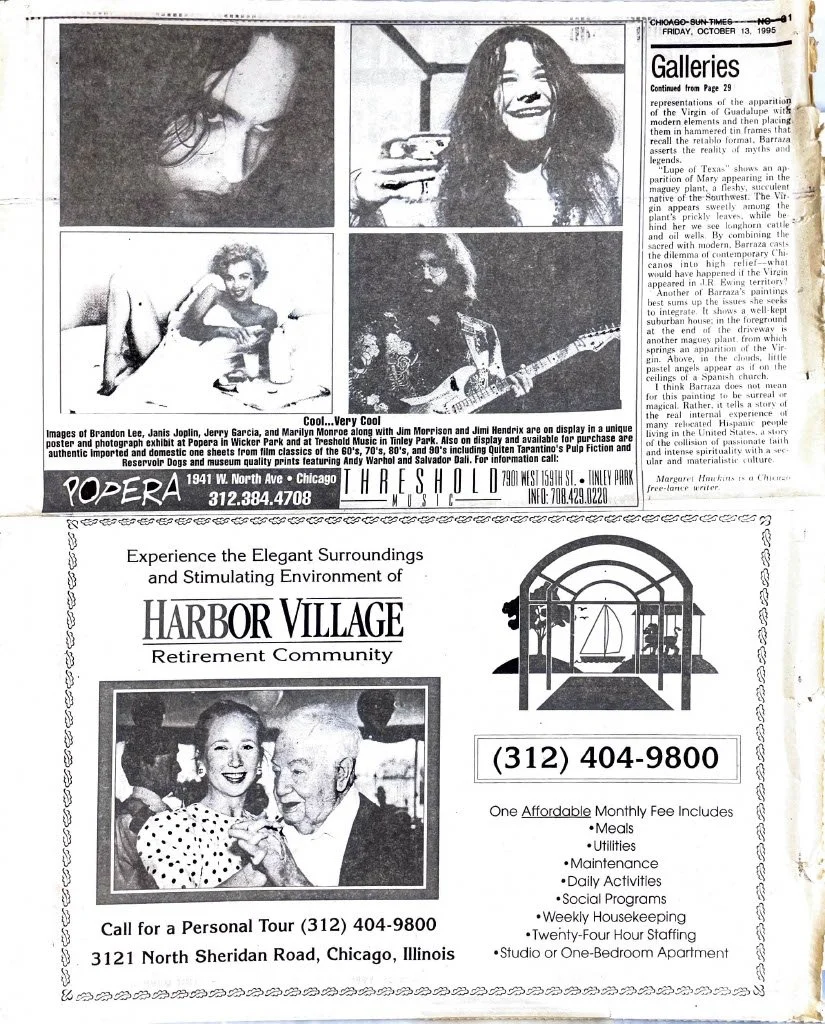 CHICAGO SUN-TIMES
FRIDAY, OCTOBER 13, 1995
Galleries
Continued from Page 29
representations of the apparition
of the Virgin of Guadalupe with
modern elements and then placing
them in hammered tin frames that
recall the retablo format, Barraza
asserts the reality of myths and
legends.
"Lupe of Texas" shows an ap-
parition of Mary appearing in the
maguey plant, a fleshy, succulent
native of the Southwest. The Vir-
gin appears sweetly among the
plant's prickly leaves, while be
hind her we see longhorn cattle
and oil wells. By combining the
sacred with modern, Barraza casts
the dilemma of contemporary Chi-
canos into high relief—what
would have happened if the Virgin
appeared in J.R. Ewing territory?
Another of Barraza's paintings
best sums up the issues she seeks
to integrate. It shows a well-kept
suburban house; in the foreground
at the end of the driveway is
another maguey plant, from which
springs an apparition of the Vir-
gin. Above, in the clouds, little
pastel angels appear as if on the
ceilings of a Spanish church.
I think Barraza does not mean
for this painting to be surreal or
magical. Rather, it tells a story of
the real internal experience of
many relocated Hispanic people
living in the United States, a story
of the collision of passionate faith
and intense spirituality with a se-
cular and materialistic culture.
Margaret Hawkins is a Chicago
free-lance writer.
Cool...Very Cool
Images of Brandon Lee, Janis Joplin, Jerry Garcia, and Marilyn Monroe along with Jim Morrison and Jimi Hendrix are on display in a unique
poster and photograph exhibit at Popera in Wicker Park and at Treshold Music in Tinley Park. Also on display and available for purchase are
authentic imported and domestic one sheets from film classics of the 60's, 70's, 80's, and 90's including Quiten Tarantino's Pulp Fiction and
Reservoir Dogs and museum quality prints featuring Andy Warhol and Salvador Dali. For information call:
POPERA
1941 W. North Ave • Chicago
312.384.4708
THRESHOLD
MUSIC
7901 WEST 159TH ST. • TINLEY PARK
INFO: 708.429.0220
Experience the Elegant Surroundings
and Stimulating Environment of
HARBOR VILLAGE
Retirement Community
Call for a Personal Tour (312) 404-9800
3121 North Sheridan Road, Chicago, Illinois
(312) 404-9800
One Affordable Monthly Fee Includes
•Meals
•Utilities
•Maintenance
•Daily Activities
•Social Programs
•Weekly Housekeeping
•Twenty-Four Hour Staffing
•Studio or One-Bedroom Apartment